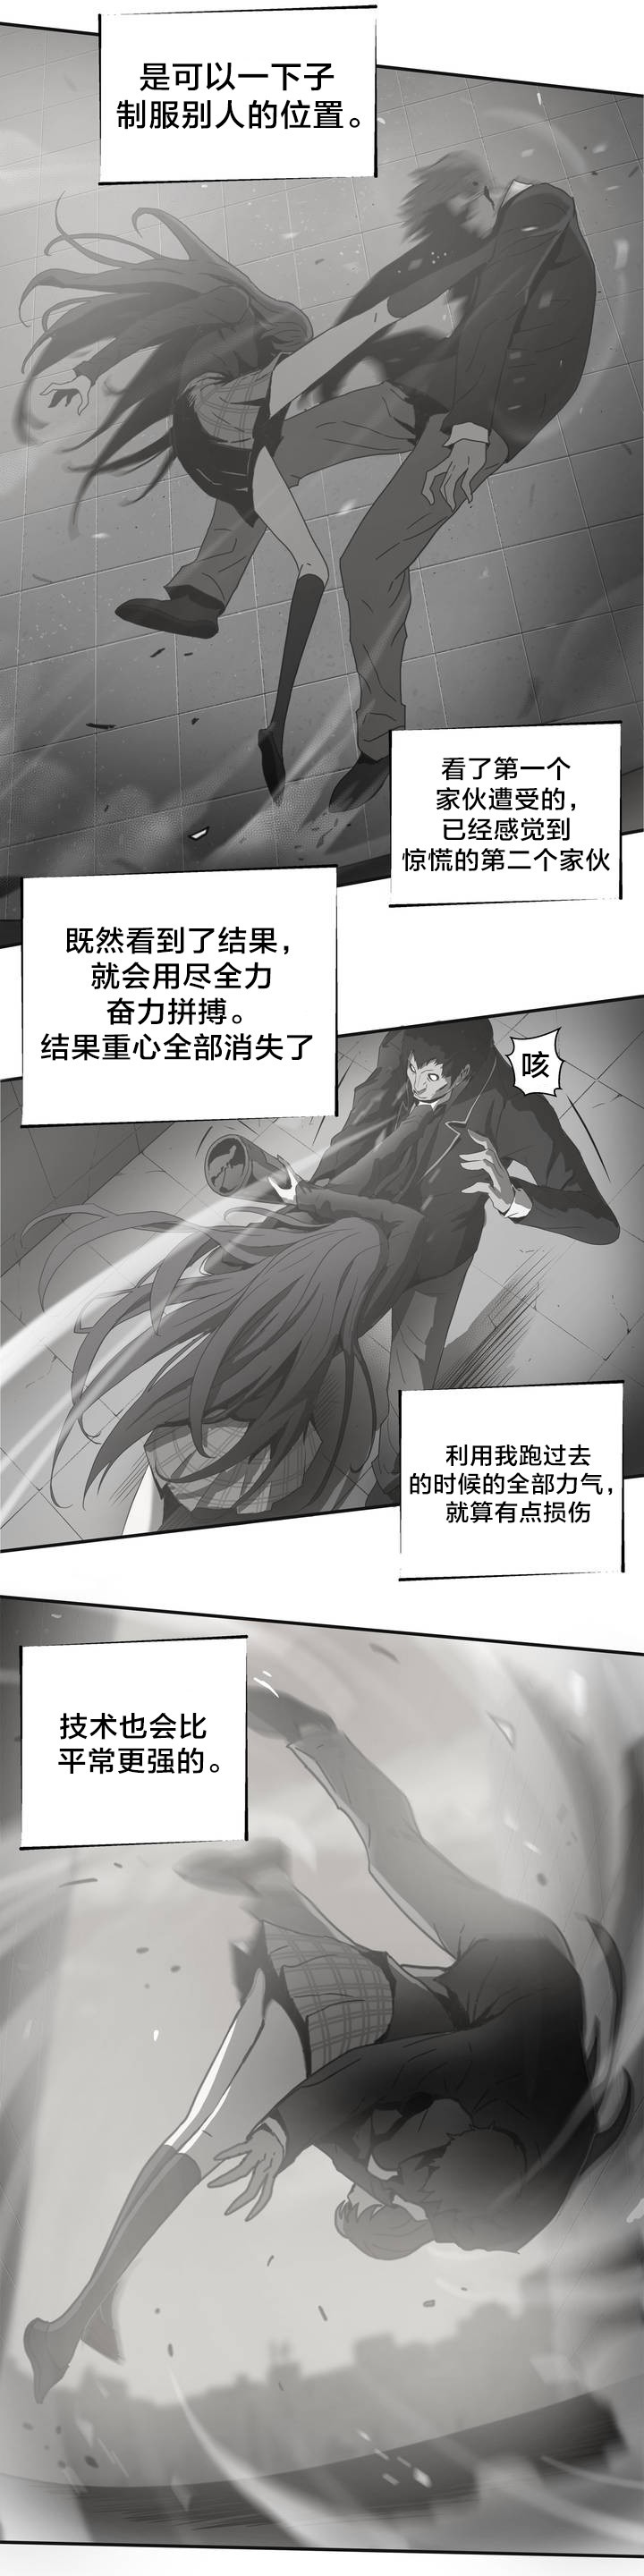 是可以一下子
制服别人的位置。
看了第一个
家伙遭受的，
已经感觉到
惊慌的第二个家伙
既然看到了结果，
就会用尽全力
奋力拼搏。
结果重心全部消失了
咳
利用我跑过去
的时候的全部力气，
就算有点损伤
技术也会比
平常更强的。